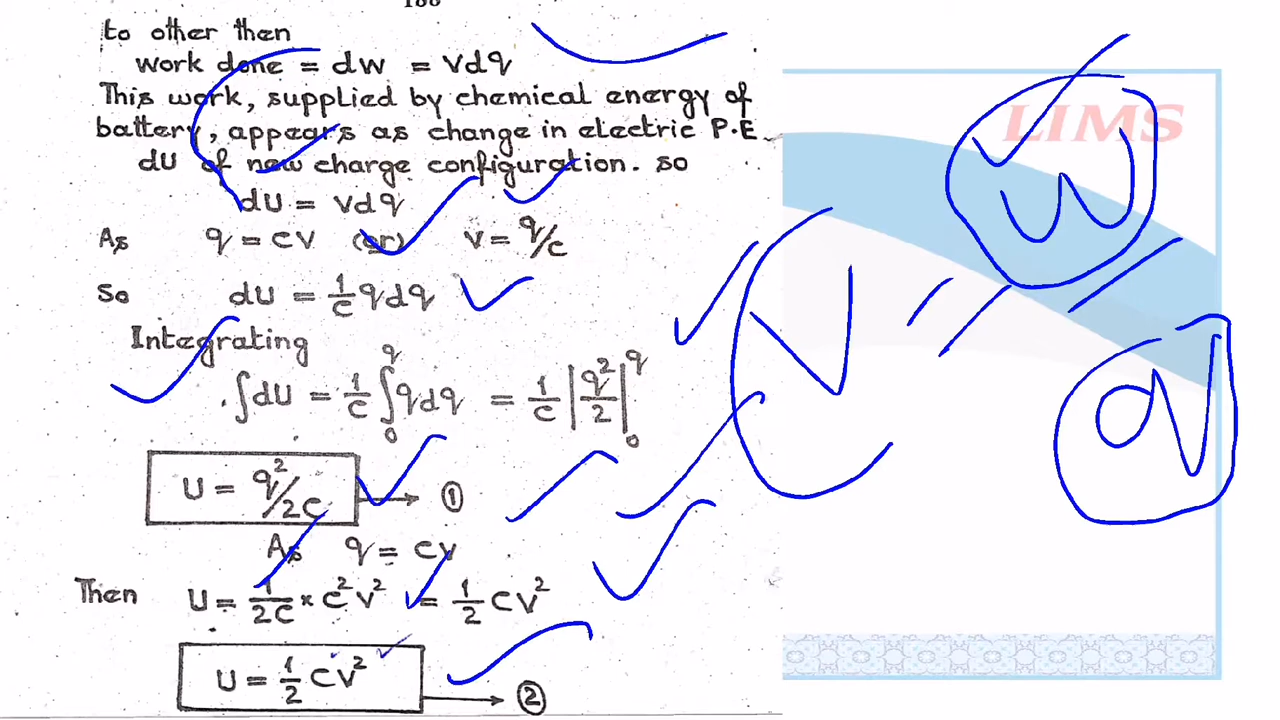 188
to other then
work done = dw = Vdq
This work, supplied by chemical energy of
battery, appears as change in electric P.E
dU of new charge configuration. so
dU = Vdq
As q = CV (or) V = q/c
So dU = 1/C qdq
Integrating
∫dU = 1/C ∫₀^q qdq = 1/C |q²/2|₀^q
U = q²/2C → ①
As q = CV
Then U = 1/2C × C²V² = 1/2 CV²
U = 1/2 CV² → ②
LIMS
W
V
qV